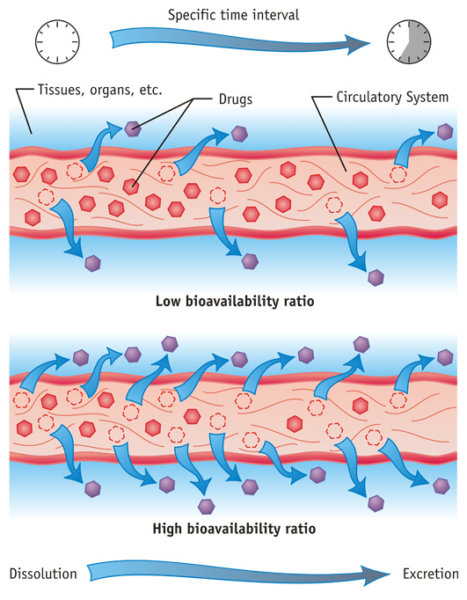 Specific time interval
Tissues, organs, etc.
Drugs
Circulatory System
Low bioavailability ratio
High bioavailability ratio
Dissolution
Excretion